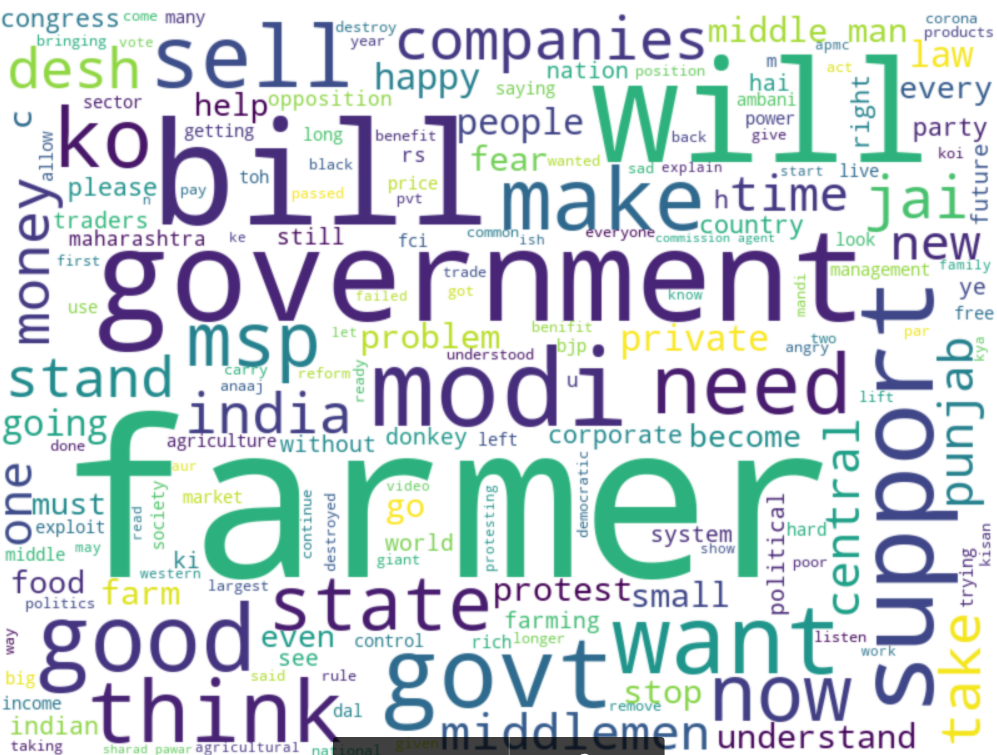 congress come many
bringing vote
destroy
year
companies
middle man
corona
products
desh
sell
happy
apmc
act
law
nation position
will
m
hai
ambani
every
sector
help
opposition
saying
right
c
ko
bill
getting
long
benefit
people
power
give
party
allow
black
rs
fear
wanted
back
koi
please
n
pay
toh
passed
price
pvt
make
sad explain
start live
future
money
traders
h
time
jai
maharashtra
ke
still
fci
common
ish
everyone
commission agent
country
look
new
first
government
trade
failed
got
know
mandi
management
family
ye
use
msp
let
problem
benifit
bjp
private
two
angry
par
free
support
understood
stand
carry
anaaj
reform
ready
modi
u
need
lift
punjab
kya
going
india
done
agriculture
without
donkey
left
corporate
become
central
one
farmer
aur
must
exploit
read
society
market
continue
destroyed
video
go
protesting
democratic
system
show
political
hard
middle
may
ki
western
world
giant
poor
kisan
trying
food
politics
farm
largest
state
protest
small
way
good
even
see
control
rich
longer
farming
want
listen
work
take
big
said
rule
govt
stop
remove
now
income
indian
taking
think
dal
middlemen
understand
sharad pawar
agricultural
national
given